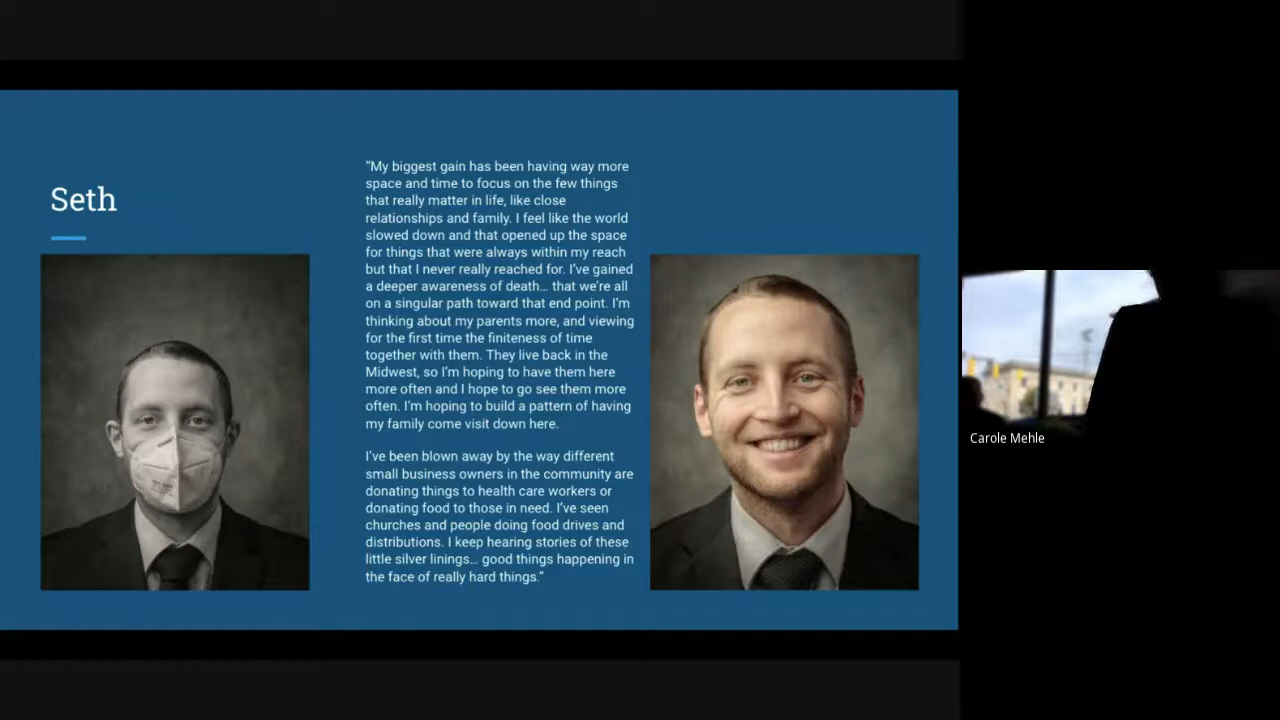 Seth
“My biggest gain has been having way more
space and time to focus on the few things
that really matter in life, like close
relationships and family. I feel like the world
slowed down and that opened up the space
for things that were always within my reach
but that I never really reached for. I’ve gained
a deeper awareness of death… that we’re all
on a singular path toward that end point. I’m
thinking about my parents more, and viewing
for the first time the finiteness of time
together with them. They live back in the
Midwest, so I’m hoping to have them here
more often and I hope to go see them more
often. I’m hoping to build a pattern of having
my family come visit down here.
I’ve been blown away by the way different
small business owners in the community are
donating things to health care workers or
donating food to those in need. I’ve seen
churches and people doing food drives and
distributions. I keep hearing stories of these
little silver linings… good things happening in
the face of really hard things.”
Carole Mehle